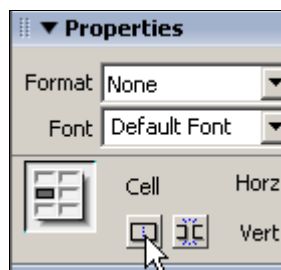 Properties
Format None
Font Default Font
Cell Horz
Vert